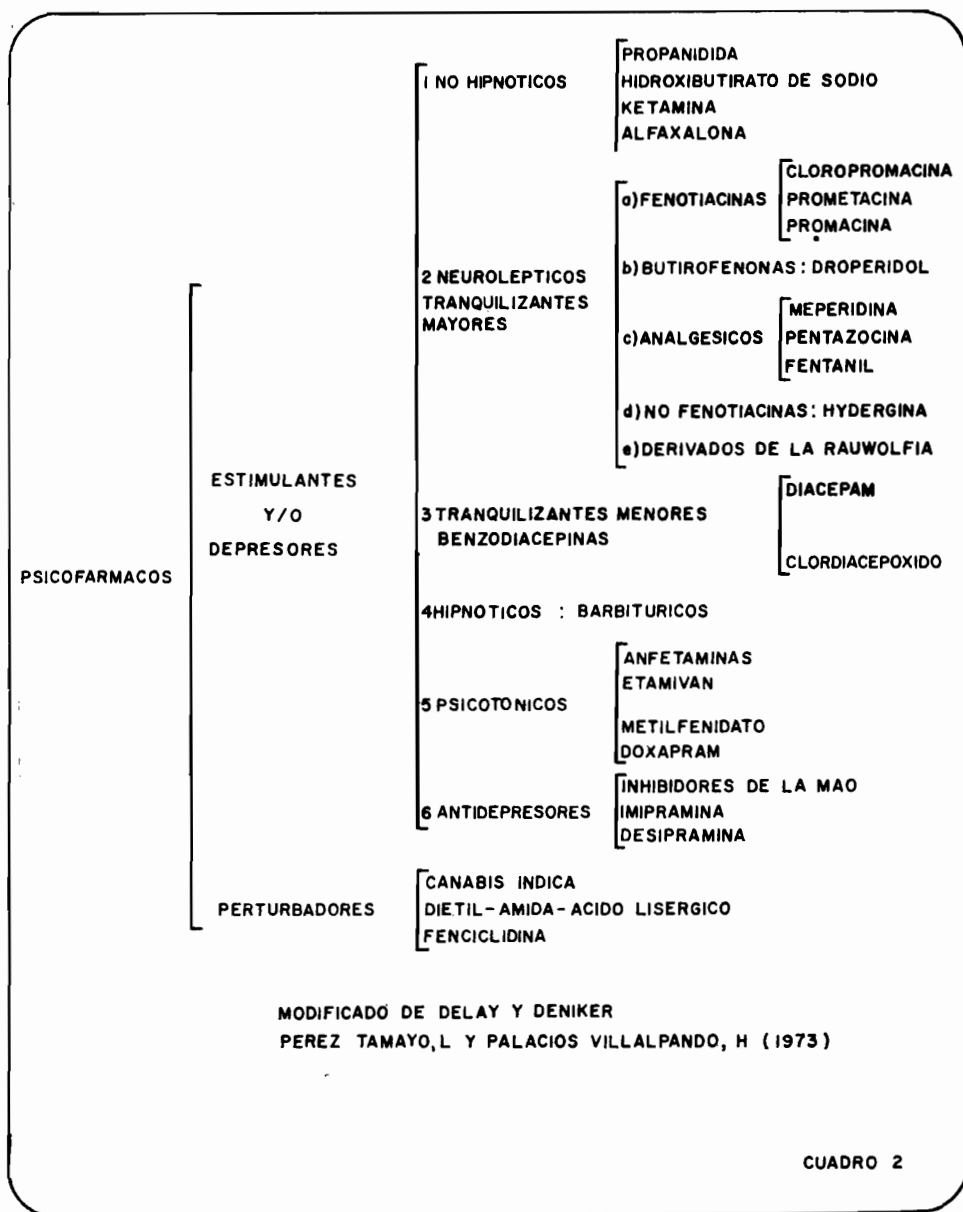 PSICOFARMACOS
ESTIMULANTES
Y/O
DEPRESORES
1 NO HIPNOTICOS
PROPANIDIDA
HIDROXIBUTIRATO DE SODIO
KETAMINA
ALFAXALONA
2 NEUROLEPTICOS
TRANQUILIZANTES
MAYORES
a) FENOTIACINAS
CLOROPROMACINA
PROMETACINA
PROMACINA
b) BUTIROFENONAS : DROPERIDOL
c) ANALGESICOS
MEPERIDINA
PENTAZOCINA
FENTANIL
d) NO FENOTIACINAS : HYDERGINA
e) DERIVADOS DE LA RAUWOLFIA
3 TRANQUILIZANTES MENORES
BENZODIACEPINAS
DIACEPAM
CLORDIACEPOXIDO
4 HIPNOTICOS : BARBITURICOS
5 PSICOTONICOS
ANFETAMINAS
ETAMIVAN
METILFENIDATO
DOXAPRAM
6 ANTIDEPRESORES
INHIBIDORES DE LA MAO
IMIPRAMINA
DESIPRAMINA
PERTURBADORES
CANABIS INDICA
DIETIL-AMIDA-ACIDO LISERGICO
FENCICLIDINA
MODIFICADO DE DELAY Y DENIKER
PEREZ TAMAYO, L Y PALACIOS VILLALPANDO, H (1973)
CUADRO 2